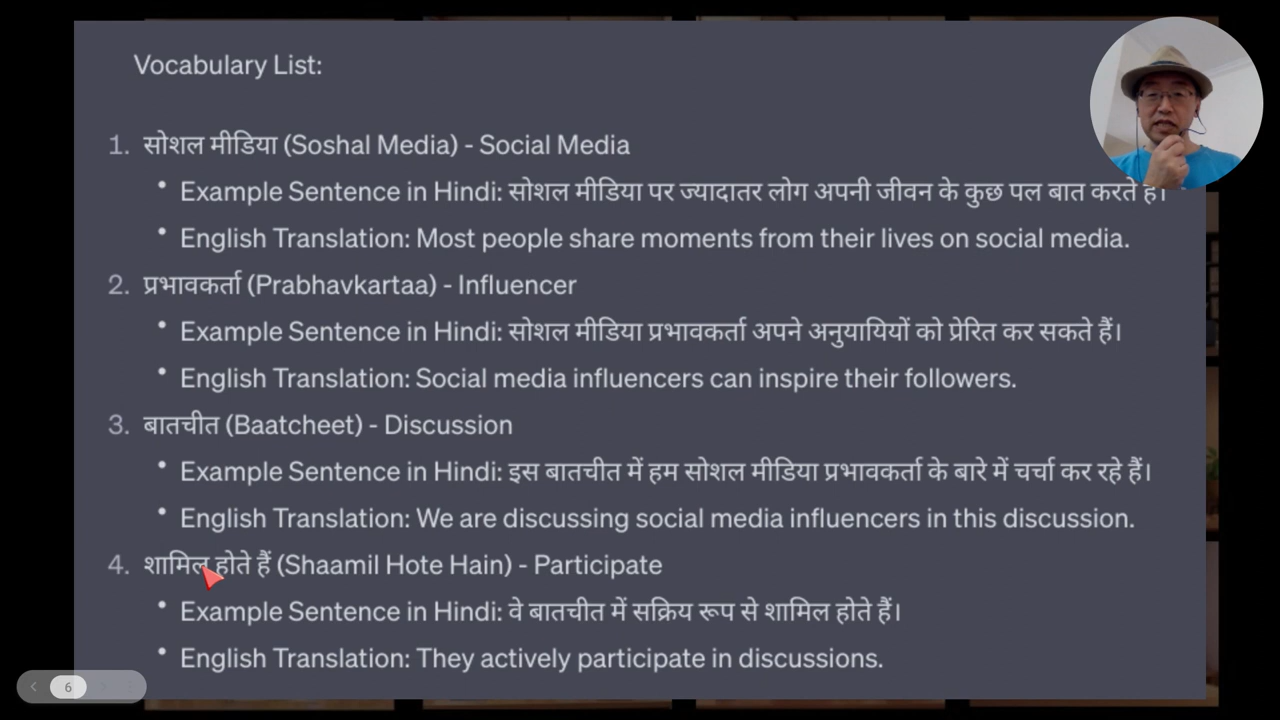 Vocabulary List:
1. सोशल मीडिया (Soshal Media) - Social Media
• Example Sentence in Hindi: सोशल मीडिया पर ज्यादातर लोग अपनी जीवन के कुछ पल बात करते हैं।
• English Translation: Most people share moments from their lives on social media.
2. प्रभावकर्ता (Prabhavkartaa) - Influencer
• Example Sentence in Hindi: सोशल मीडिया प्रभावकर्ता अपने अनुयायियों को प्रेरित कर सकते हैं।
• English Translation: Social media influencers can inspire their followers.
3. बातचीत (Baatcheet) - Discussion
• Example Sentence in Hindi: इस बातचीत में हम सोशल मीडिया प्रभावकर्ता के बारे में चर्चा कर रहे हैं।
• English Translation: We are discussing social media influencers in this discussion.
4. शामिल होते हैं (Shaamil Hote Hain) - Participate
• Example Sentence in Hindi: वे बातचीत में सक्रिय रूप से शामिल होते हैं।
• English Translation: They actively participate in discussions.
6